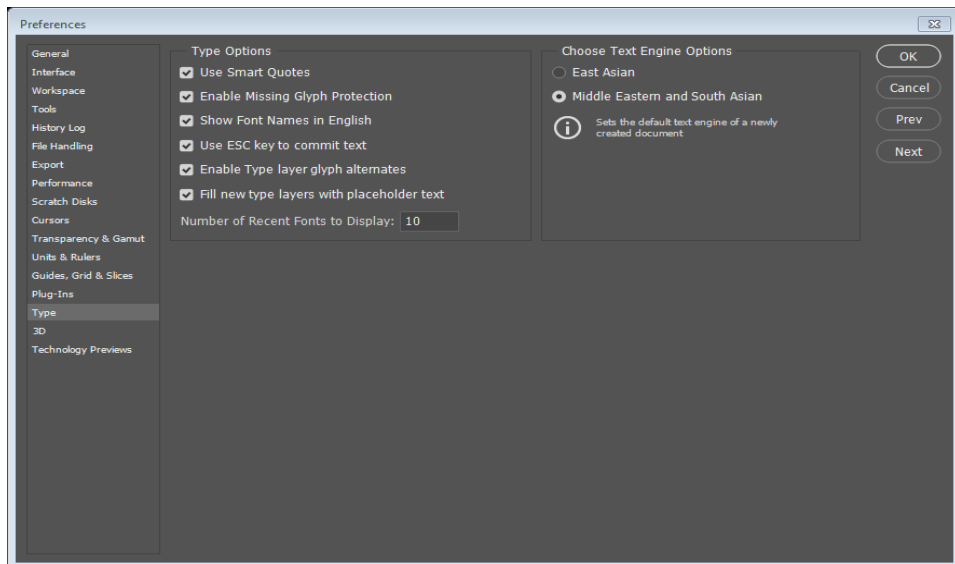 Preferences
General
Interface
Workspace
Tools
History Log
File Handling
Export
Performance
Scratch Disks
Cursors
Transparency & Gamut
Units & Rulers
Guides, Grid & Slices
Plug-Ins
Type
3D
Technology Previews
Type Options
Use Smart Quotes
Enable Missing Glyph Protection
Show Font Names in English
Use ESC key to commit text
Enable Type layer glyph alternates
Fill new type layers with placeholder text
Number of Recent Fonts to Display: 10
Choose Text Engine Options
East Asian
Middle Eastern and South Asian
Sets the default text engine of a newly
created document
OK
Cancel
Prev
Next